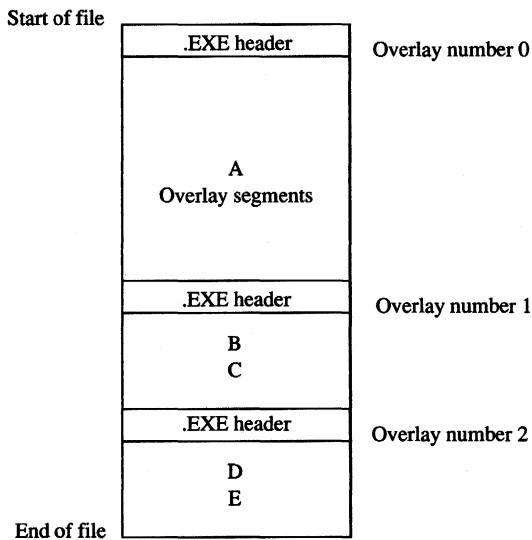 Start of file
.EXE header
Overlay number 0
A
Overlay segments
.EXE header
Overlay number 1
B
C
.EXE header
Overlay number 2
D
E
End of file